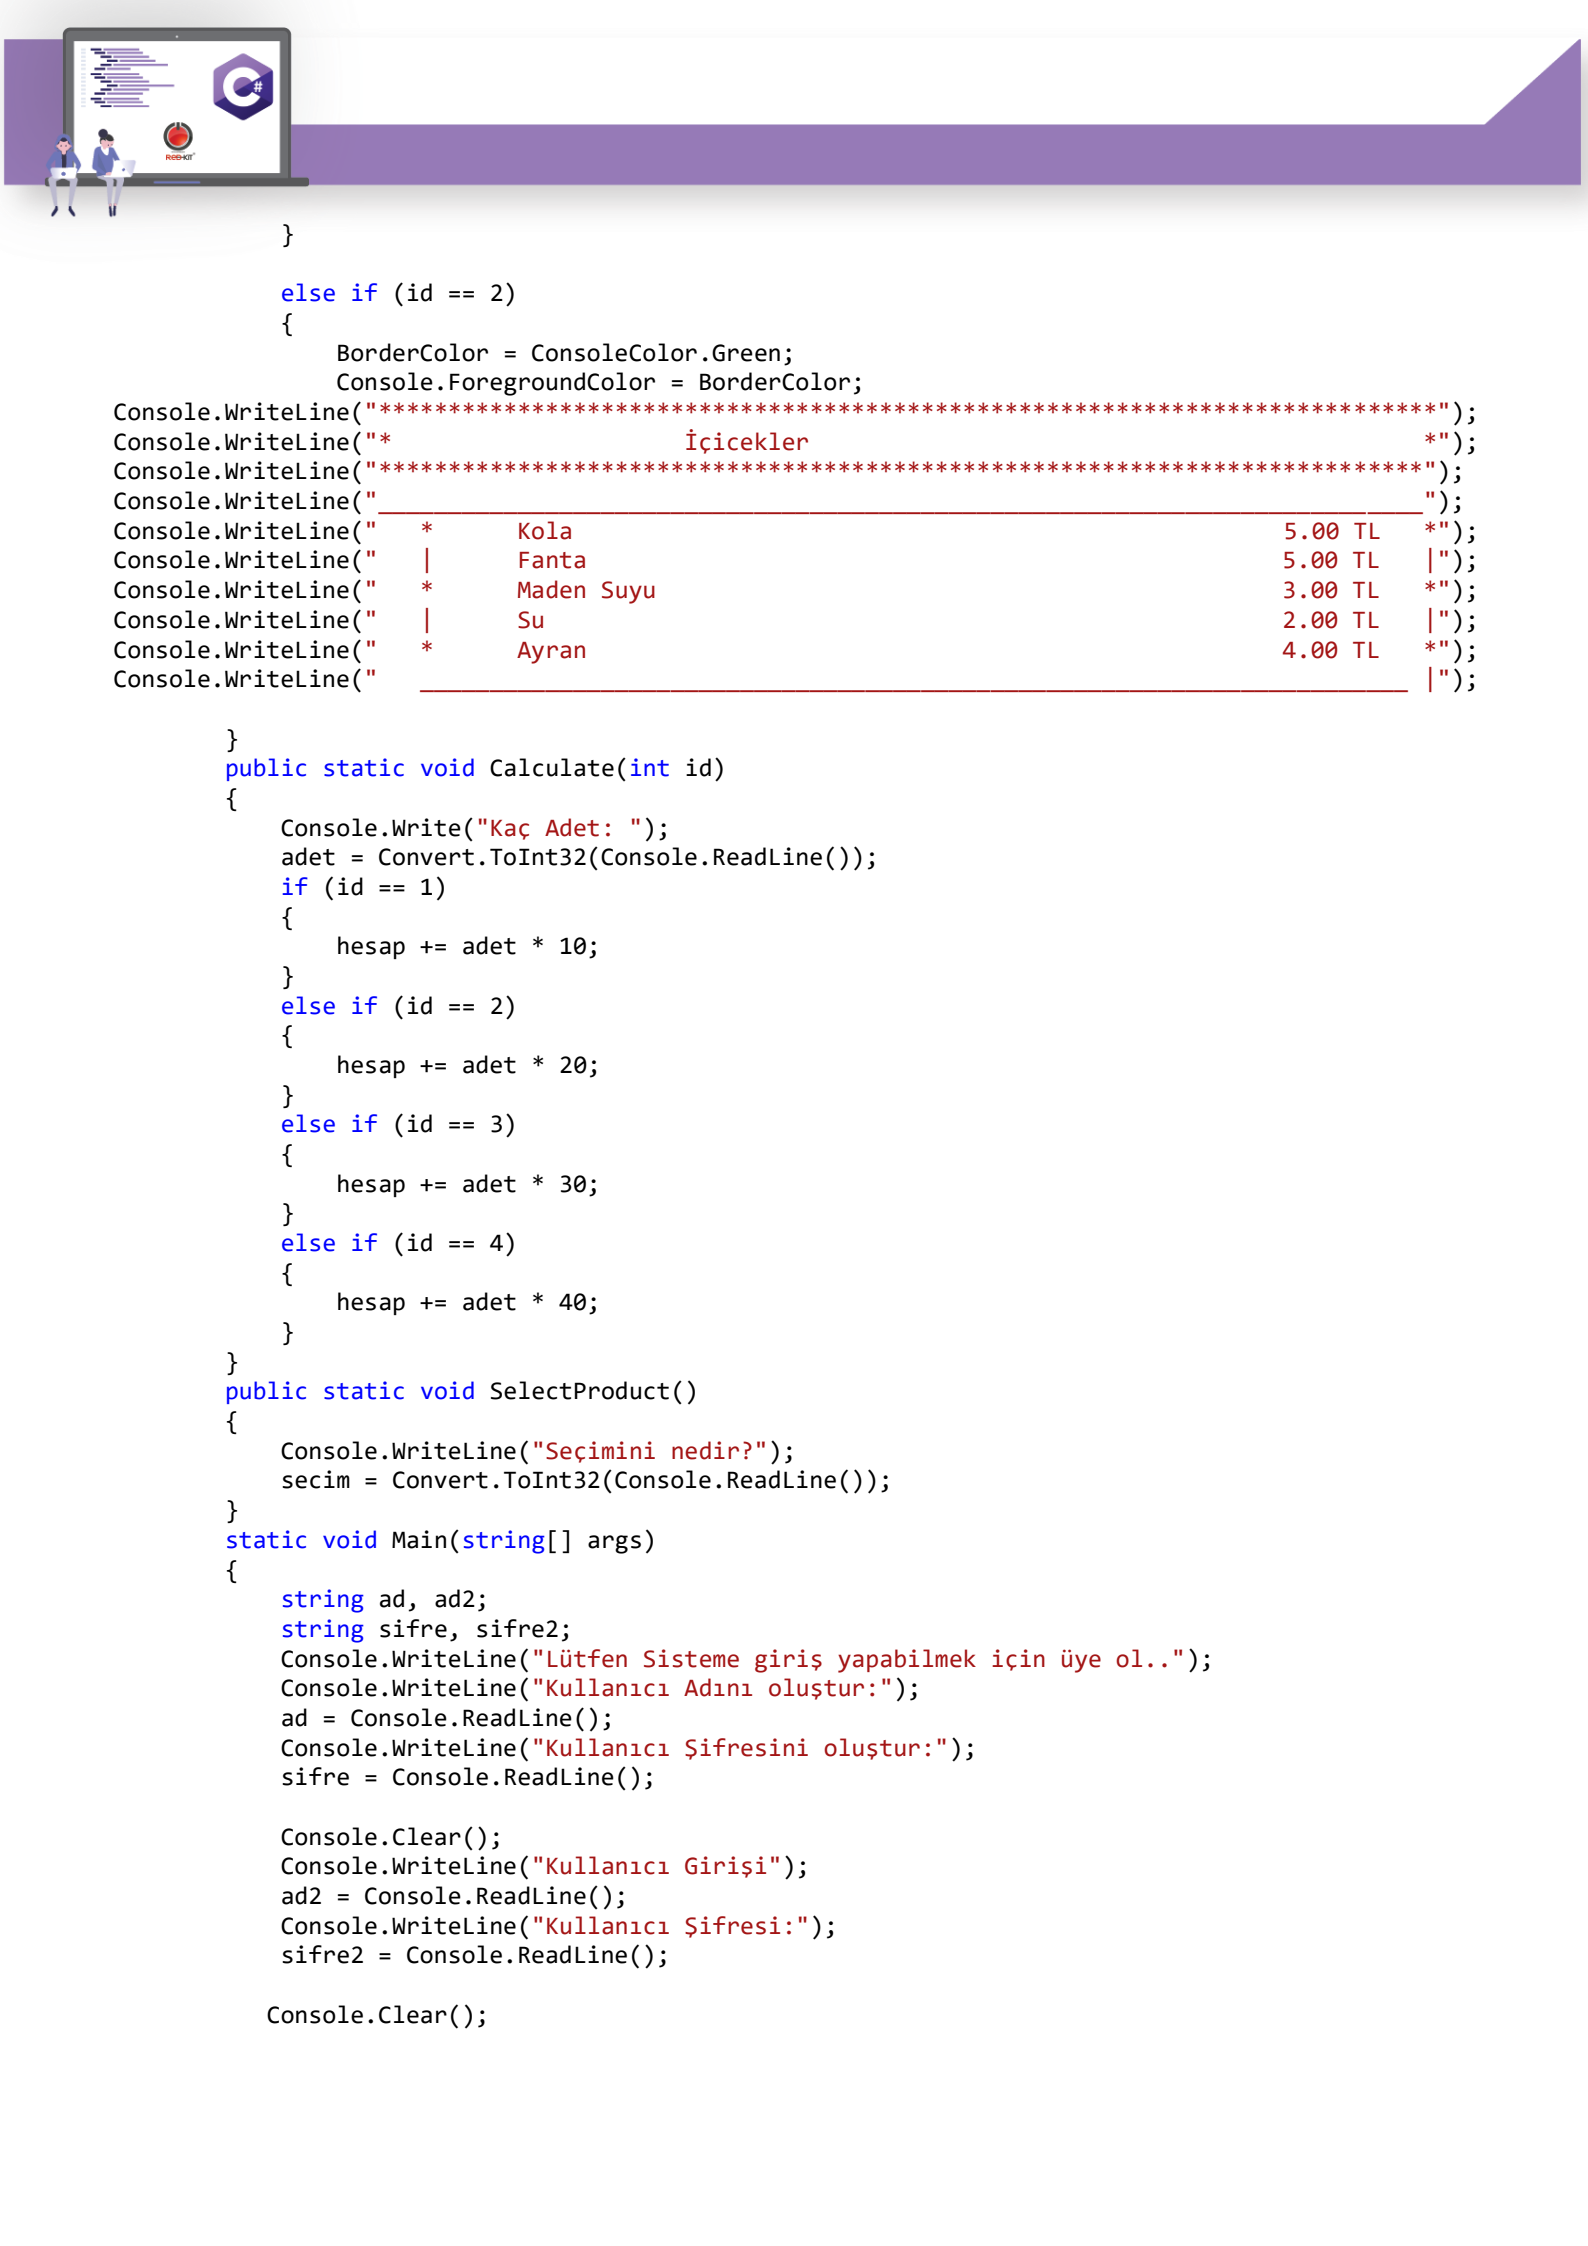 C#
REDKIT
}
else if (id == 2)
{
BorderColor = ConsoleColor.Green;
Console.ForegroundColor = BorderColor;
Console.WriteLine("****************************************************************************");
Console.WriteLine("*                     İçicekler                                            *");
Console.WriteLine("***************************************************************************");
Console.WriteLine("___________________________________________________________________________");
Console.WriteLine("   *      Kola                                                   5.00 TL   *");
Console.WriteLine("   |      Fanta                                                  5.00 TL   |");
Console.WriteLine("   *      Maden Suyu                                             3.00 TL   *");
Console.WriteLine("   |      Su                                                     2.00 TL   |");
Console.WriteLine("   *      Ayran                                                  4.00 TL   *");
Console.WriteLine("   _______________________________________________________________________ |");
}
public static void Calculate(int id)
{
Console.Write("Kaç Adet: ");
adet = Convert.ToInt32(Console.ReadLine());
if (id == 1)
{
hesap += adet * 10;
}
else if (id == 2)
{
hesap += adet * 20;
}
else if (id == 3)
{
hesap += adet * 30;
}
else if (id == 4)
{
hesap += adet * 40;
}
}
public static void SelectProduct()
{
Console.WriteLine("Seçimini nedir?");
secim = Convert.ToInt32(Console.ReadLine());
}
static void Main(string[] args)
{
string ad, ad2;
string sifre, sifre2;
Console.WriteLine("Lütfen Sisteme giriş yapabilmek için üye ol..");
Console.WriteLine("Kullanıcı Adını oluştur:");
ad = Console.ReadLine();
Console.WriteLine("Kullanıcı Şifresini oluştur:");
sifre = Console.ReadLine();
Console.Clear();
Console.WriteLine("Kullanıcı Girişi");
ad2 = Console.ReadLine();
Console.WriteLine("Kullanıcı Şifresi:");
sifre2 = Console.ReadLine();
Console.Clear();